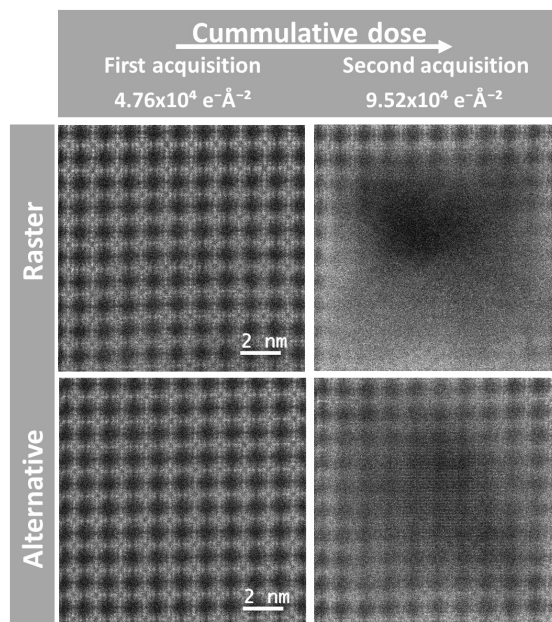 Cummulative dose
First acquisition
Second acquisition
4.76x10⁴ e⁻Å⁻²
9.52x10⁴ e⁻Å⁻²
Raster
2 nm
Alternative
2 nm